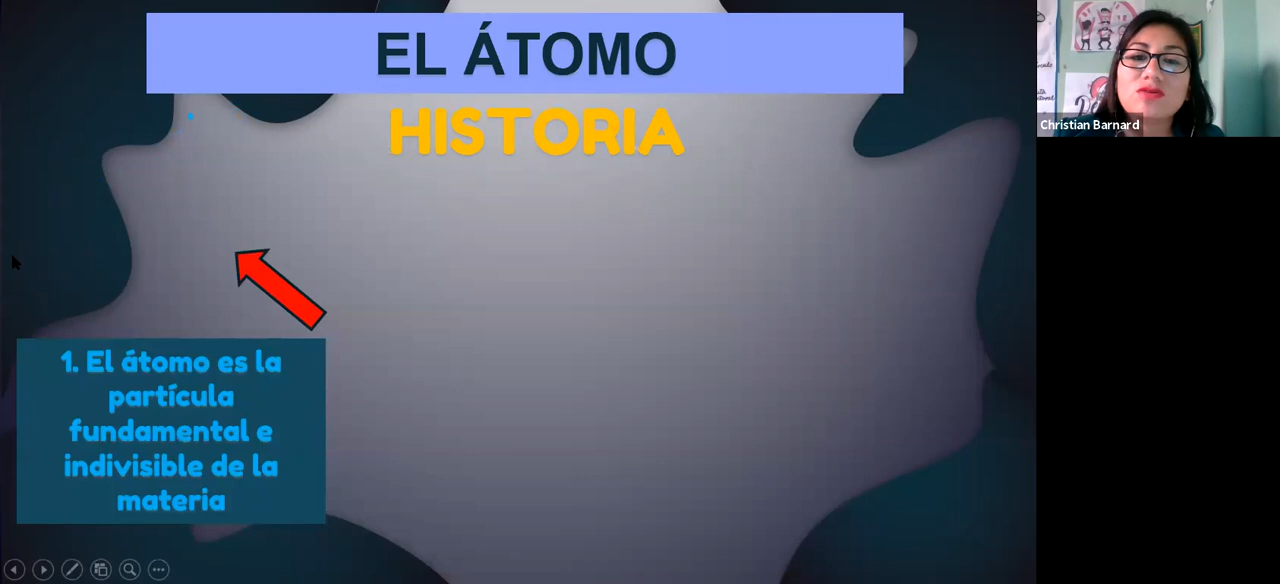 EL ÁTOMO
HISTORIA
1. El átomo es la
partícula
fundamental e
indivisible de la
materia
Christian Barnard